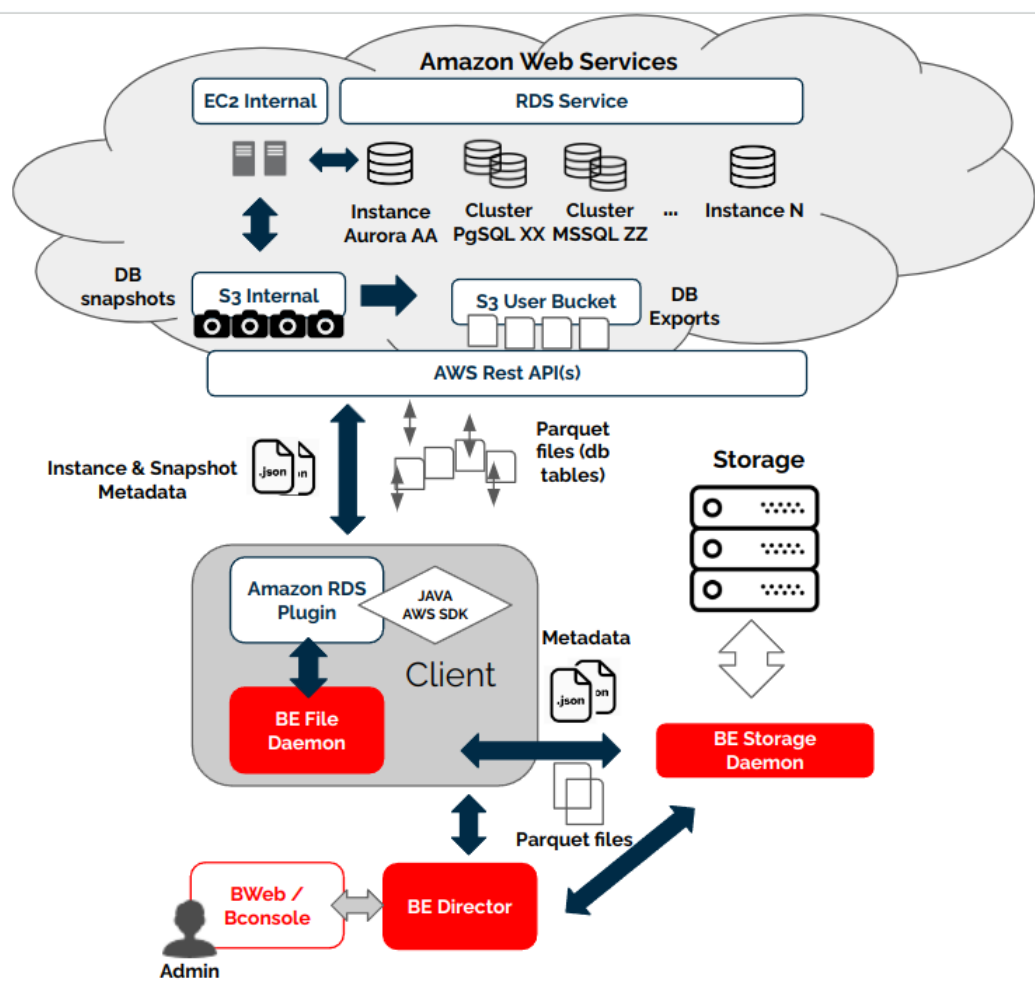 Amazon Web Services
EC2 Internal
RDS Service
Instance
Aurora AA
Cluster
PgSQL XX
Cluster
MSSQL ZZ
...
Instance N
DB
snapshots
S3 Internal
S3 User Bucket
DB
Exports
AWS Rest API(s)
Instance & Snapshot
Metadata
.json
on
Parquet
files (db
tables)
Storage
Amazon RDS
Plugin
JAVA
AWS SDK
Client
BE File
Daemon
Metadata
.json
on
Parquet files
BE Storage
Daemon
BWeb /
Bconsole
BE Director
Admin